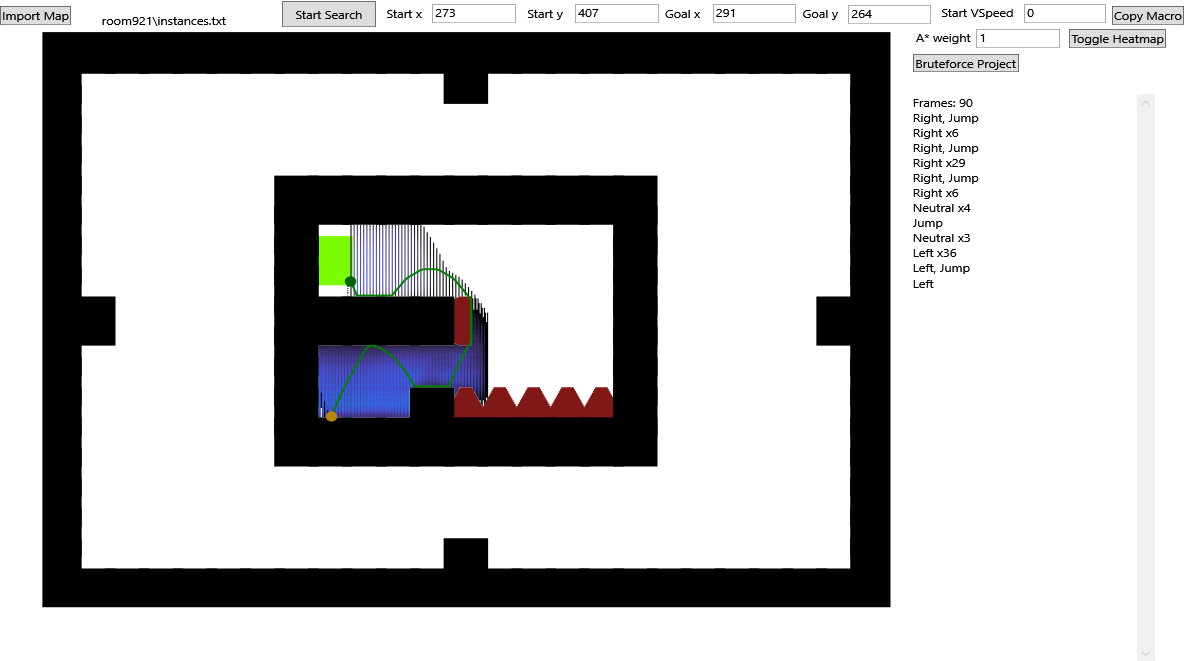 Import Map
room921\instances.txt
Start Search
Start x 273
Start y 407
Goal x 291
Goal y 264
Start VSpeed 0
Copy Macro
A* weight 1
Toggle Heatmap
Bruteforce Project
Frames: 90
Right, Jump
Right x6
Right, Jump
Right x29
Right, Jump
Right x6
Neutral x4
Jump
Neutral x3
Left x36
Left, Jump
Left